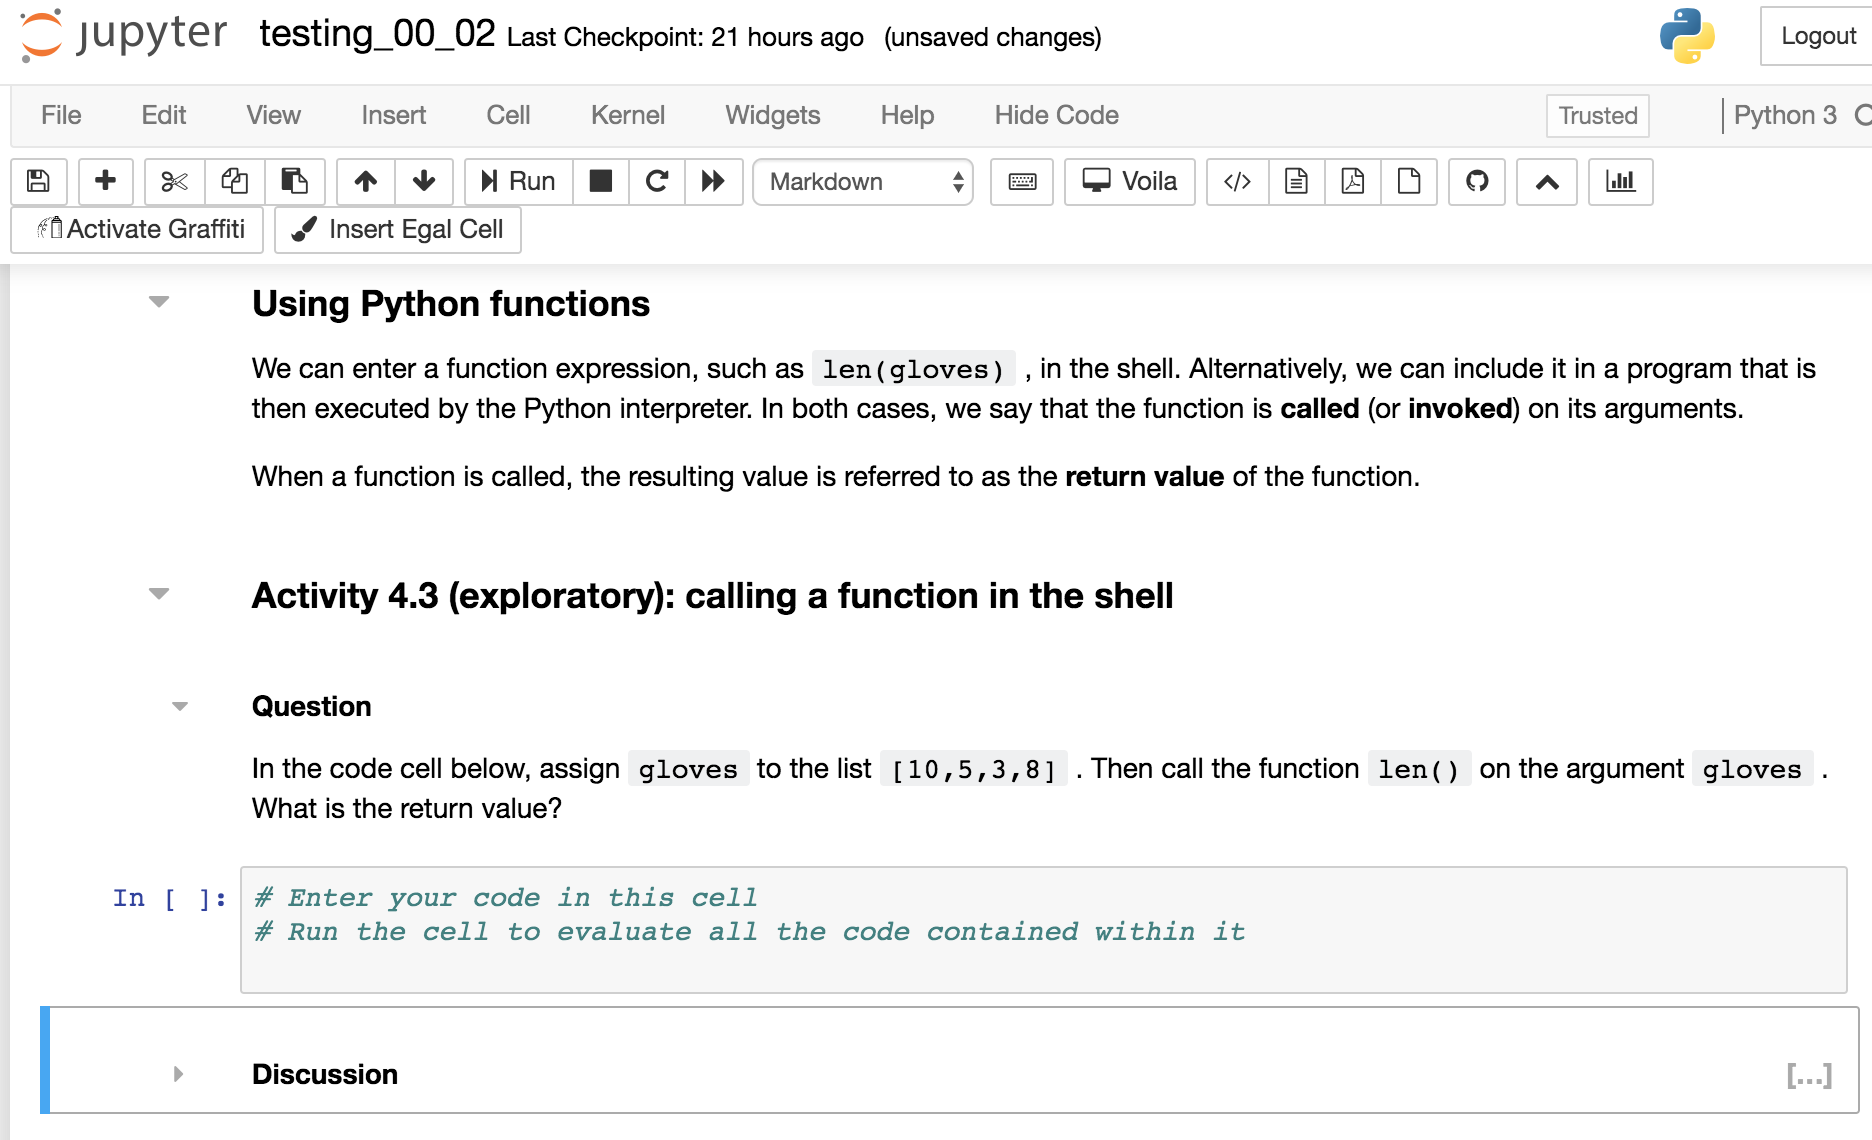 jupyter testing_00_02 Last Checkpoint: 21 hours ago (unsaved changes) Logout
File Edit View Insert Cell Kernel Widgets Help Hide Code Trusted Python 3
Run Markdown Voila </>
Activate Graffiti Insert Egal Cell
Using Python functions
We can enter a function expression, such as len(gloves) , in the shell. Alternatively, we can include it in a program that is
then executed by the Python interpreter. In both cases, we say that the function is called (or invoked) on its arguments.
When a function is called, the resulting value is referred to as the return value of the function.
Activity 4.3 (exploratory): calling a function in the shell
Question
In the code cell below, assign gloves to the list [10,5,3,8] . Then call the function len() on the argument gloves .
What is the return value?
In [ ]: # Enter your code in this cell
# Run the cell to evaluate all the code contained within it
Discussion [...]